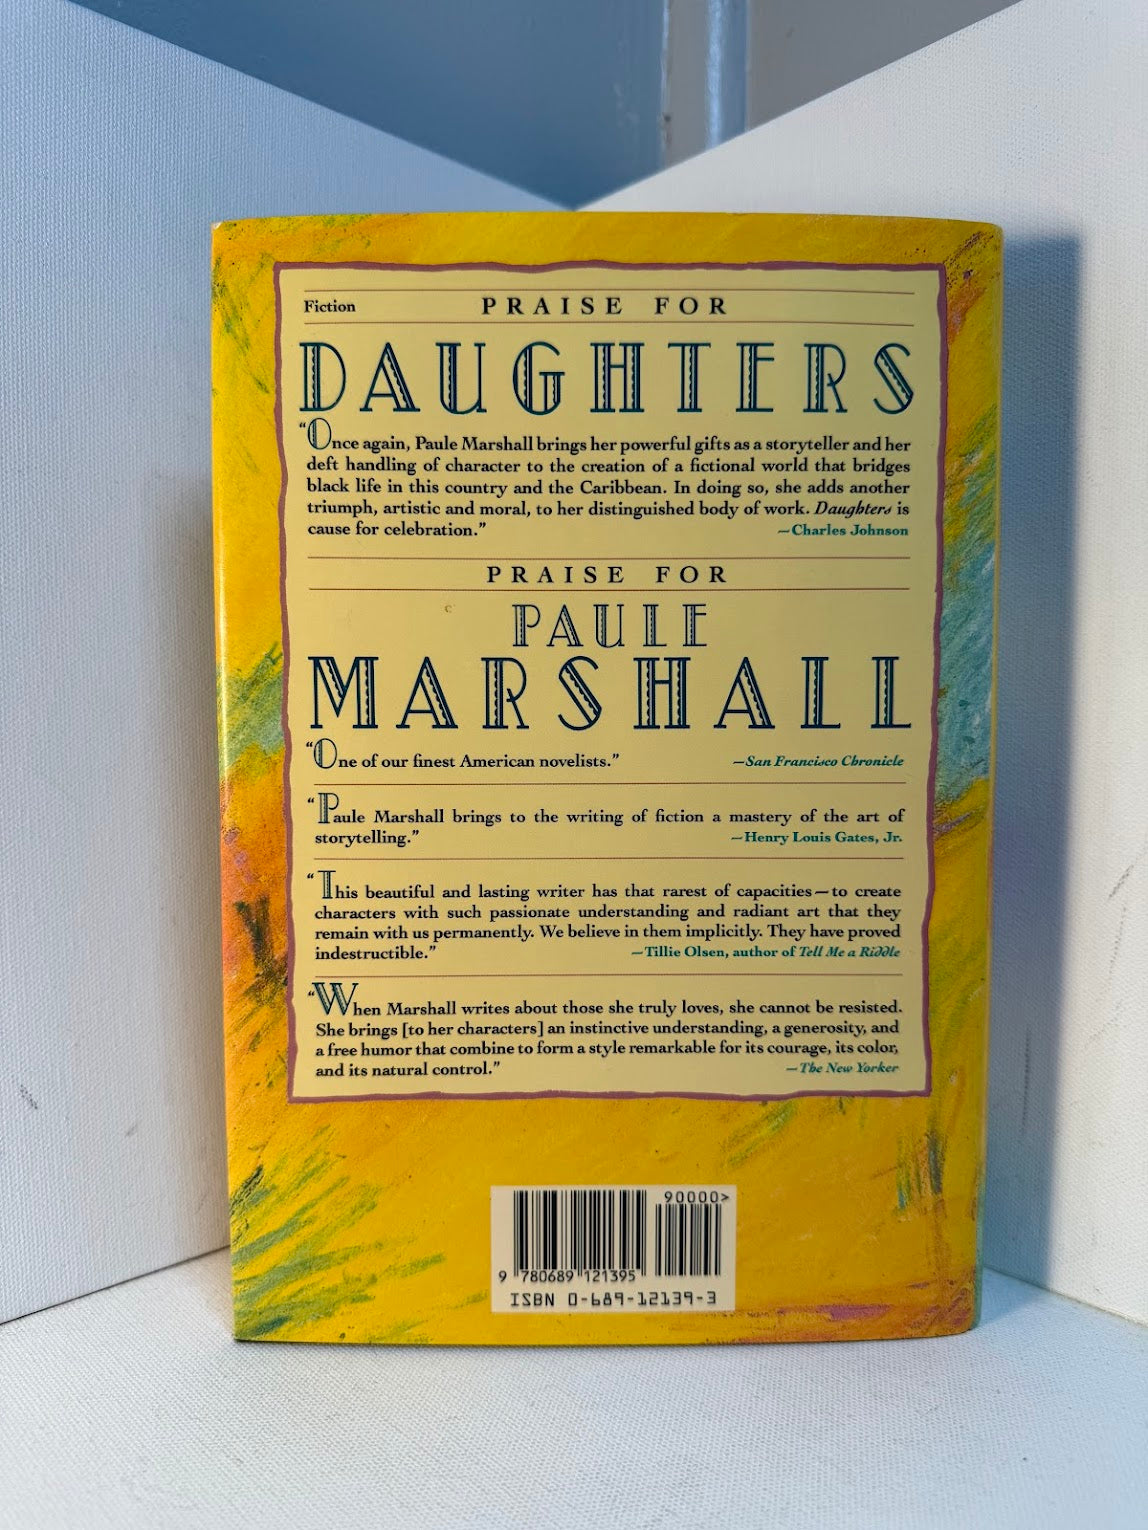 Fiction PRAISE FOR
DAUGHTERS
"Once again, Paule Marshall brings her powerful gifts as a storyteller and her
deft handling of character to the creation of a fictional world that bridges
black life in this country and the Caribbean. In doing so, she adds another
triumph, artistic and moral, to her distinguished body of work. Daughters is
cause for celebration." —Charles Johnson
PRAISE FOR
PAULE
MARSHALL
"One of our finest American novelists." —San Francisco Chronicle
"Paule Marshall brings to the writing of fiction a mastery of the art of
storytelling." —Henry Louis Gates, Jr.
"This beautiful and lasting writer has that rarest of capacities—to create
characters with such passionate understanding and radiant art that they
remain with us permanently. We believe in them implicitly. They have proved
indestructible." —Tillie Olsen, author of Tell Me a Riddle
"When Marshall writes about those she truly loves, she cannot be resisted.
She brings [to her characters] an instinctive understanding, a generosity, and
a free humor that combine to form a style remarkable for its courage, its color,
and its natural control." —The New Yorker
90000>
9 780689 121395
ISBN 0-689-12139-3